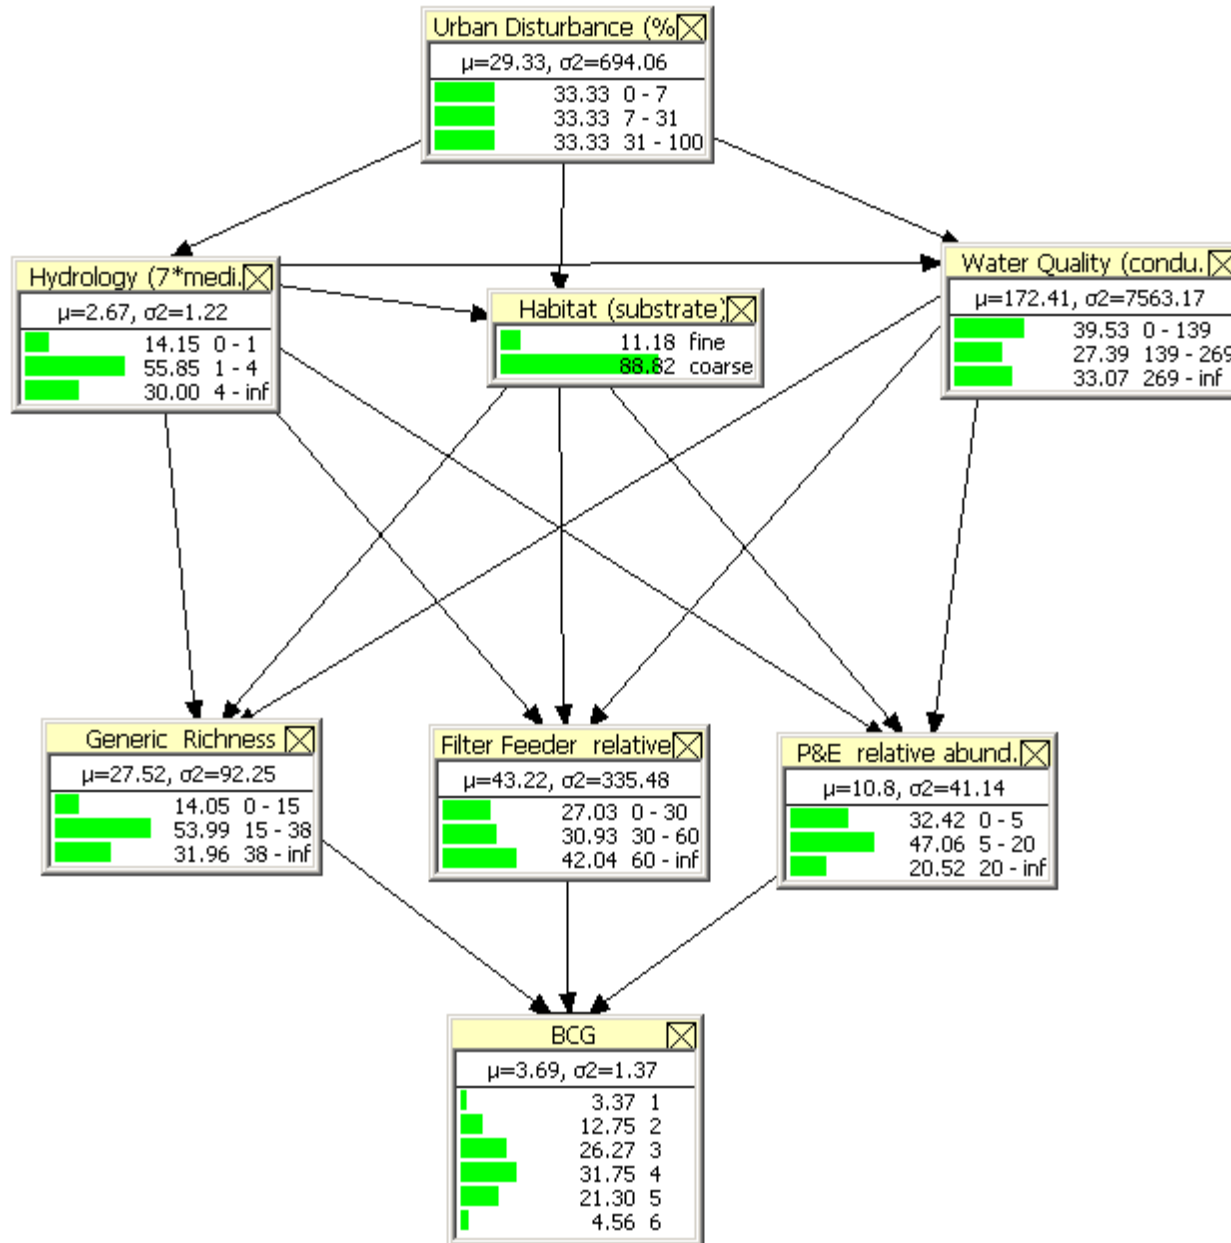 Urban Disturbance (%
μ=29.33, σ2=694.06
33.33 0 - 7
33.33 7 - 31
33.33 31 - 100
Hydrology (7*medi.
μ=2.67, σ2=1.22
14.15 0 - 1
55.85 1 - 4
30.00 4 - inf
Habitat (substrate)
11.18 fine
88.82 coarse
Water Quality (condu.
μ=172.41, σ2=7563.17
39.53 0 - 139
27.39 139 - 269
33.07 269 - inf
Generic Richness
μ=27.52, σ2=92.25
14.05 0 - 15
53.99 15 - 38
31.96 38 - inf
Filter Feeder relative
μ=43.22, σ2=335.48
27.03 0 - 30
30.93 30 - 60
42.04 60 - inf
P&E relative abund.
μ=10.8, σ2=41.14
32.42 0 - 5
47.06 5 - 20
20.52 20 - inf
BCG
μ=3.69, σ2=1.37
3.37 1
12.75 2
26.27 3
31.75 4
21.30 5
4.56 6